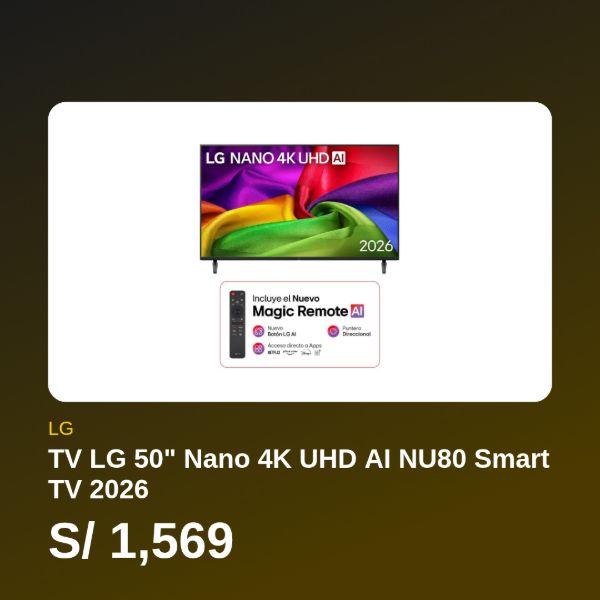 LG NANO 4K UHD AI
2026
Incluye el Nuevo
Magic Remote AI
Nuevo
Botón LG AI
Puntero
Direccional
Acceso directo a Apps
NETFLIX
LG
TV LG 50" Nano 4K UHD AI NU80 Smart
TV 2026
S/ 1,569